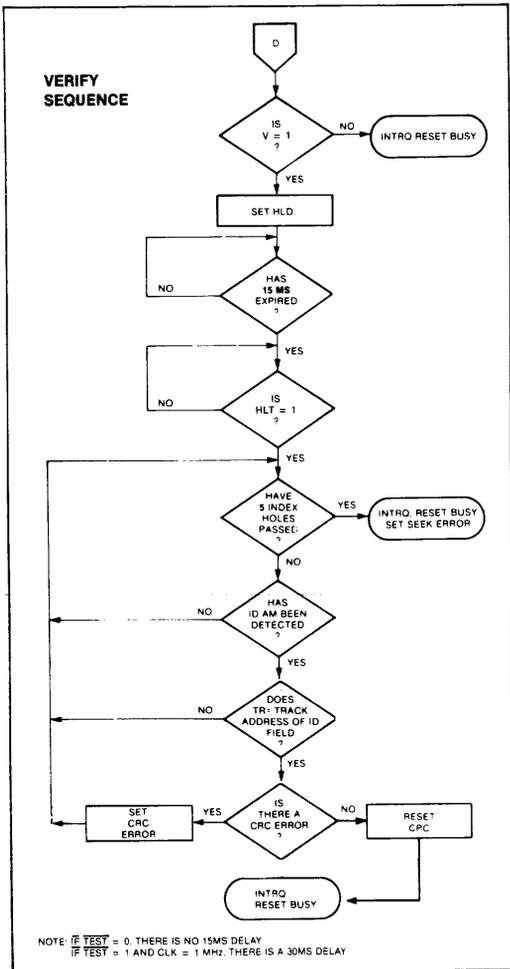 D
VERIFY
SEQUENCE
IS
V = 1
?
NO
INTRQ RESET BUSY
YES
SET HLD
HAS
15 MS
EXPIRED
?
NO
YES
IS
HLT = 1
?
NO
YES
HAVE
5 INDEX
HOLES
PASSED
?
YES
INTRQ. RESET BUSY
SET SEEK ERROR
NO
HAS
ID AM BEEN
DETECTED
?
NO
YES
DOES
TR= TRACK
ADDRESS OF ID
FIELD
?
NO
YES
IS
THERE A
CRC ERROR
?
YES
SET
CRC
ERROR
NO
RESET
CPC
INTRQ
RESET BUSY
NOTE: IF TEST = 0, THERE IS NO 15MS DELAY
IF TEST = 1 AND CLK = 1 MHz, THERE IS A 30MS DELAY